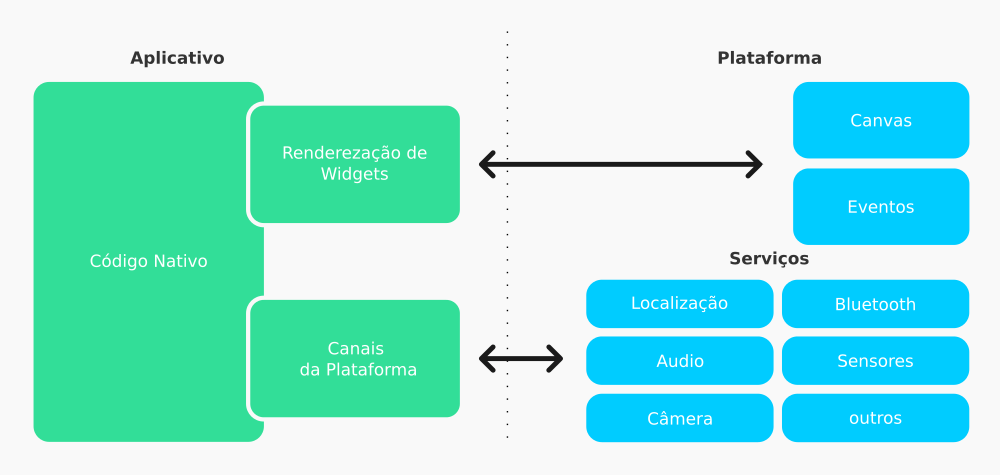 Aplicativo
Plataforma
Código Nativo
Renderezação de
Widgets
Canais
da Plataforma
Canvas
Eventos
Serviços
Localização
Bluetooth
Audio
Sensores
Câmera
outros